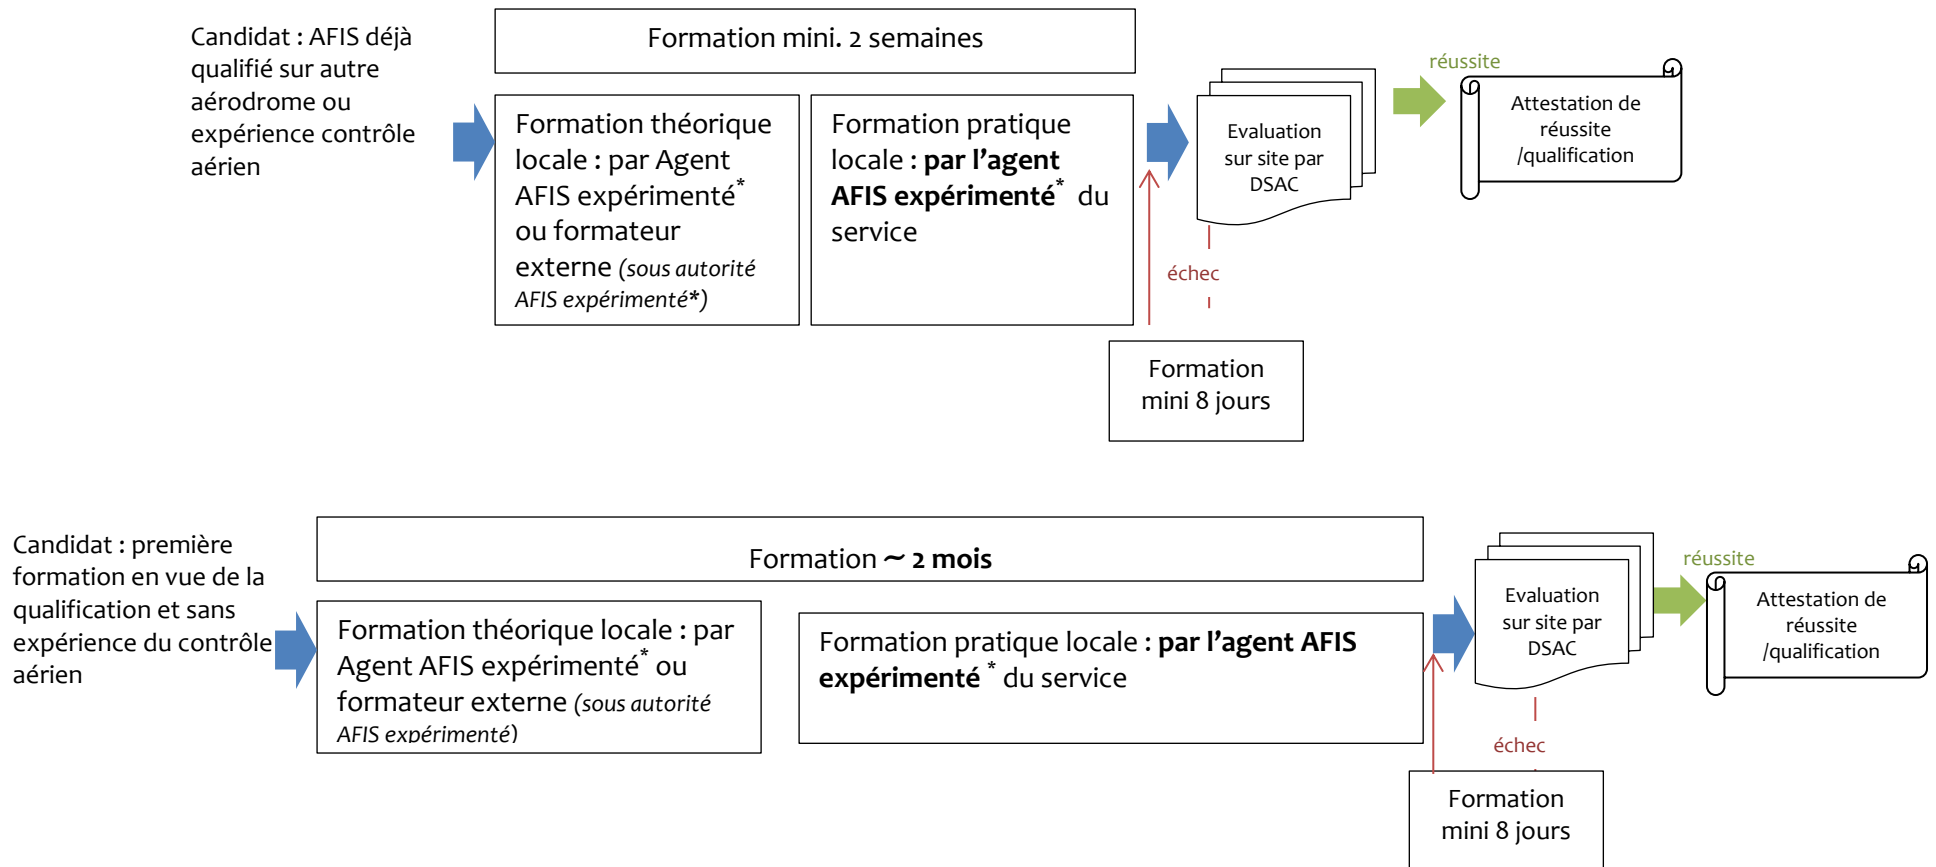 Candidat : AFIS déjà
qualifié sur autre
aérodrome ou
expérience contrôle
aérien
Formation mini. 2 semaines
Formation théorique
locale : par Agent
AFIS expérimenté*
ou formateur
externe (sous autorité
AFIS expérimenté*)
Formation pratique
locale : par l’agent
AFIS expérimenté* du
service
Evaluation
sur site par
DSAC
réussite
Attestation de
réussite
/qualification
échec
Formation
mini 8 jours
Candidat : première
formation en vue de la
qualification et sans
expérience du contrôle
aérien
Formation ~ 2 mois
Formation théorique locale : par
Agent AFIS expérimenté* ou
formateur externe (sous autorité
AFIS expérimenté)
Formation pratique locale : par l’agent AFIS
expérimenté * du service
Evaluation
sur site par
DSAC
réussite
Attestation de
réussite
/qualification
échec
Formation
mini 8 jours